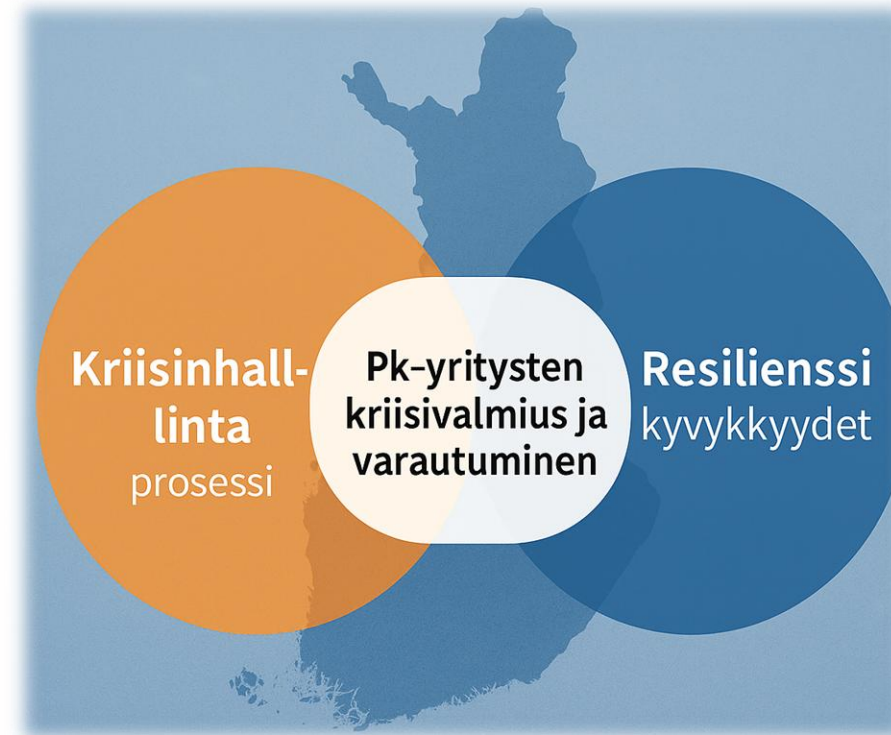 Kriisinhall-
linta
prosessi
Pk-yritysten
kriisivalmius ja
varautuminen
Resilienssi
kyvykkyydet